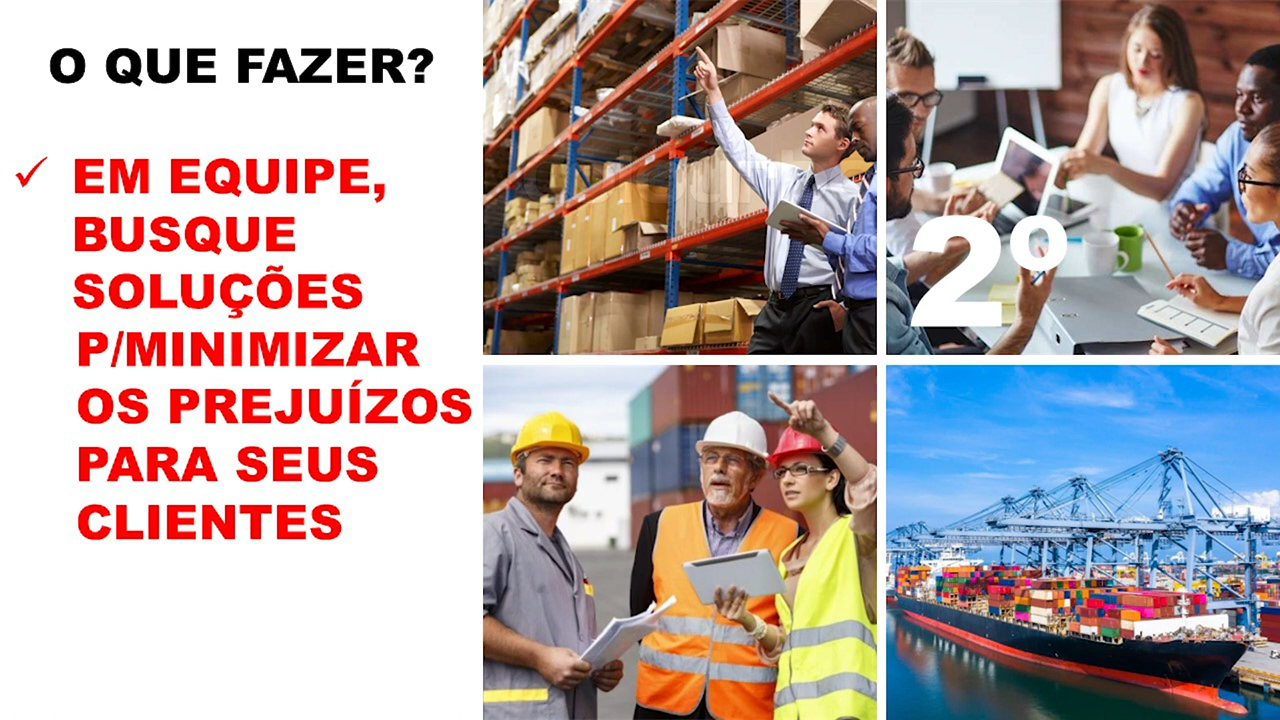 O QUE FAZER?
✓ EM EQUIPE,
BUSQUE
SOLUÇÕES
P/MINIMIZAR
OS PREJUÍZOS
PARA SEUS
CLIENTES
2º